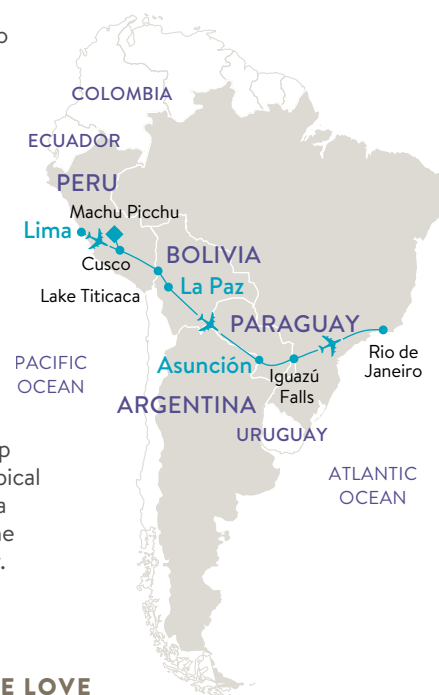 COLOMBIA
ECUADOR
PERU
Machu Picchu
Lima
Cusco
BOLIVIA
Lake Titicaca
La Paz
PARAGUAY
Asunción
Iguazú
Falls
Rio de
Janeiro
PACIFIC
OCEAN
ARGENTINA
URUGUAY
ATLANTIC
OCEAN
E LOVE